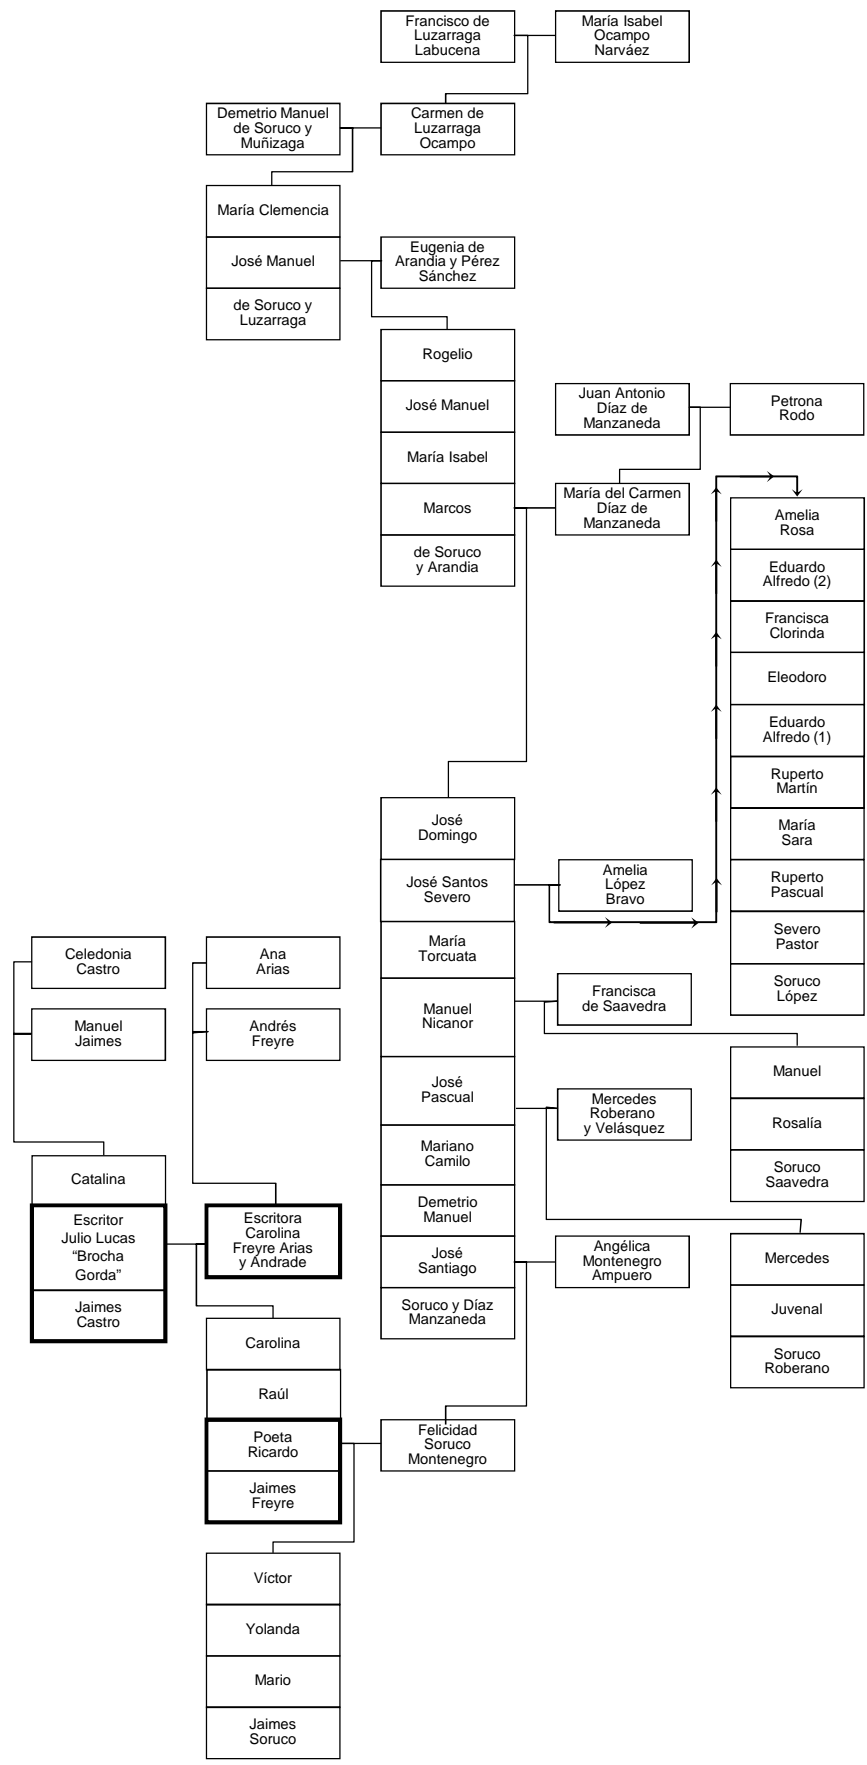 Francisco de
Luzarraga
Labucena
María Isabel
Ocampo
Narváez
Demetrio Manuel
de Soruco y
Muñizaga
Carmen de
Luzarraga
Ocampo
María Clemencia
José Manuel
de Soruco y
Luzarraga
Eugenia de
Arandia y Pérez
Sánchez
Rogelio
José Manuel
María Isabel
Marcos
de Soruco
y Arandia
Juan Antonio
Díaz de
Manzaneda
Petrona
Rodo
María del Carmen
Díaz de
Manzaneda
Amelia
Rosa
Eduardo
Alfredo (2)
Francisca
Clorinda
Eleodoro
Eduardo
Alfredo (1)
Ruperto
Martín
María
Sara
Ruperto
Pascual
Severo
Pastor
Soruco
López
José
Domingo
José Santos
Severo
María
Torcuata
Manuel
Nicanor
José
Pascual
Mariano
Camilo
Demetrio
Manuel
José
Santiago
Soruco y Díaz
Manzaneda
Amelia
López
Bravo
Francisca
de Saavedra
Mercedes
Roberano
y Velásquez
Angélica
Montenegro
Ampuero
Manuel
Rosalía
Soruco
Saavedra
Mercedes
Juvenal
Soruco
Roberano
Celedonia
Castro
Manuel
Jaimes
Ana
Arias
Andrés
Freyre
Catalina
Escritor
Julio Lucas
“Brocha
Gorda”
Jaimes
Castro
Escritora
Carolina
Freyre Arias
y Andrade
Carolina
Raúl
Poeta
Ricardo
Jaimes
Freyre
Felicidad
Soruco
Montenegro
Víctor
Yolanda
Mario
Jaimes
Soruco